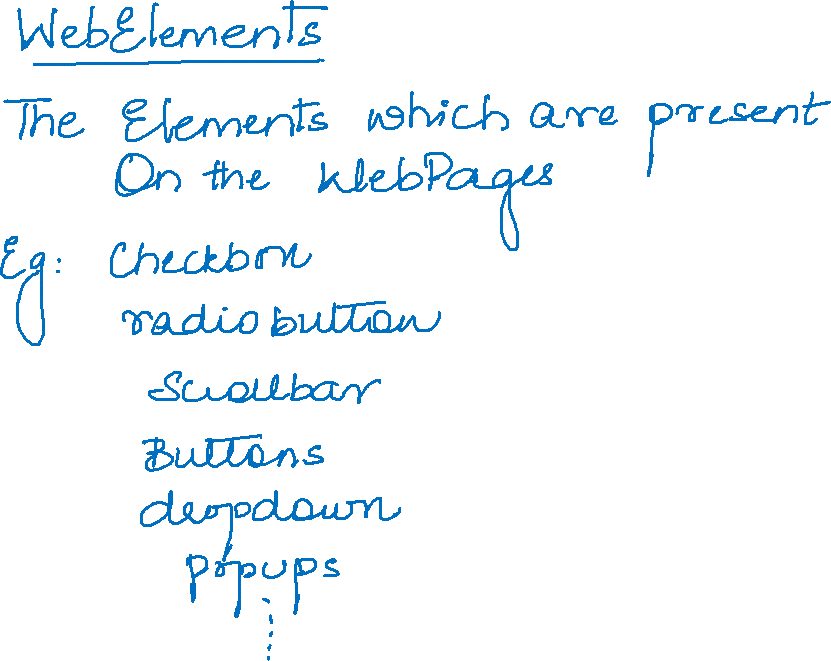 WebElements
The Elements which are present
On the WebPages
Eg: Checkbox
radiobutton
Scrollbar
Buttons
dropdown
popups